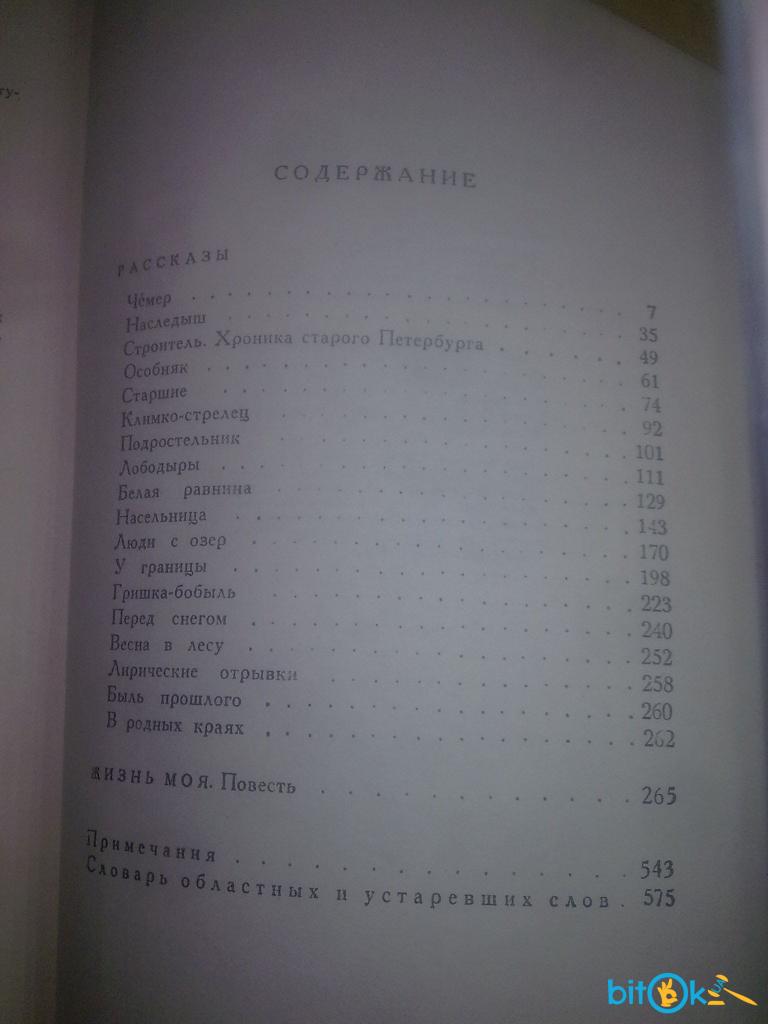 ту-
СОДЕРЖАНИЕ
РАССКАЗЫ
Чёмер 7
Наследыш 35
Строитель. Хроника старого Петербурга 49
Особняк 61
Старшие 74
Климко-стрелец 92
Подростельник 101
Лободыры 111
Белая равнина 129
Насельница 143
Люди с озер 170
У границы 198
Гришка-бобыль 223
Перед снегом 240
Весна в лесу 252
Лирические отрывки 258
Быль прошлого 260
В родных краях 262
ЖИЗНЬ МОЯ. Повесть 265
Примечания 543
Словарь областных и устаревших слов 575
bitok UA